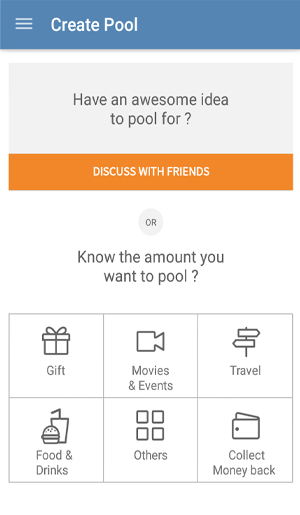 Create Pool
Have an awesome idea
to pool for ?
DISCUSS WITH FRIENDS
OR
Know the amount you
want to pool ?
Gift
Movies
& Events
Travel
Food &
Drinks
Others
Collect
Money back